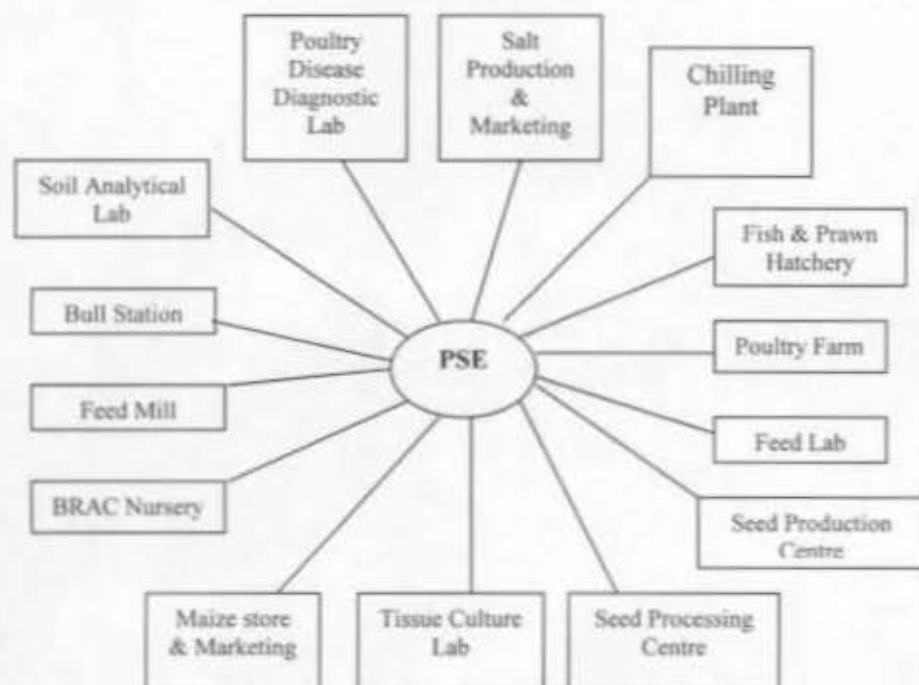 Poultry
Disease
Diagnostic
Lab
Salt
Production
&
Marketing
Chilling
Plant
Soil Analytical
Lab
Fish & Prawn
Hatchery
Bull Station
PSE
Poultry Farm
Feed Mill
Feed Lab
BRAC Nursery
Seed Production
Centre
Maize store
& Marketing
Tissue Culture
Lab
Seed Processing
Centre